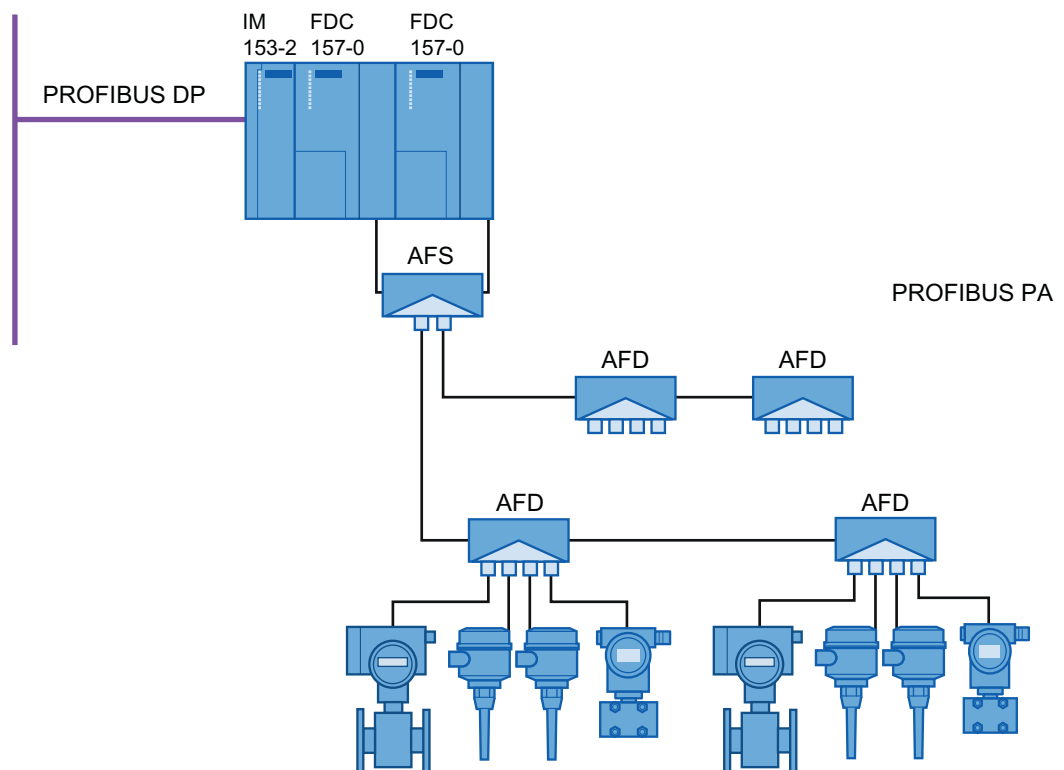 IM
153-2
FDC
157-0
FDC
157-0
PROFIBUS DP
AFS
PROFIBUS PA
AFD
AFD
AFD
AFD